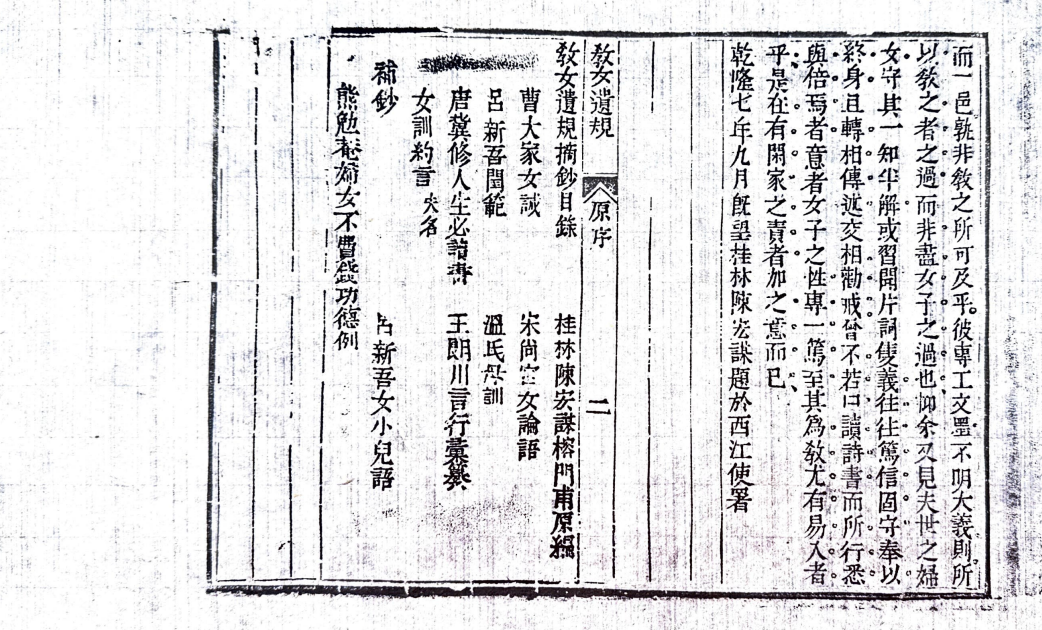 而一邑孰非敎之所可及乎彼專工文墨不明大義則所
以敎之者之過而非盡女子之過也抑余又見夫世之婦
女守其一知半解或習聞片詞隻義往往篤信固守奉以
終身且轉相傳述交相勸戒曾不若口讀詩書而所行悉
與倍焉者意者女子之性專一篤至其爲敎尤有易入者
乎是在有閑家之責者加之意而已
乾隆七年九月旣望桂林陳宏謀題於西江使署
敎女遺規
原序
二
敎女遺規摘鈔目錄
桂林陳宏謀榕門甫原編
曹大家女誡
宋尚宮女論語
呂新吾閨範
溫氏母訓
唐冀修人生必讀書
王朗川言行彙纂
女訓約言 失名
補鈔
呂新吾女小兒語
熊勉菴婦女不費錢功德例